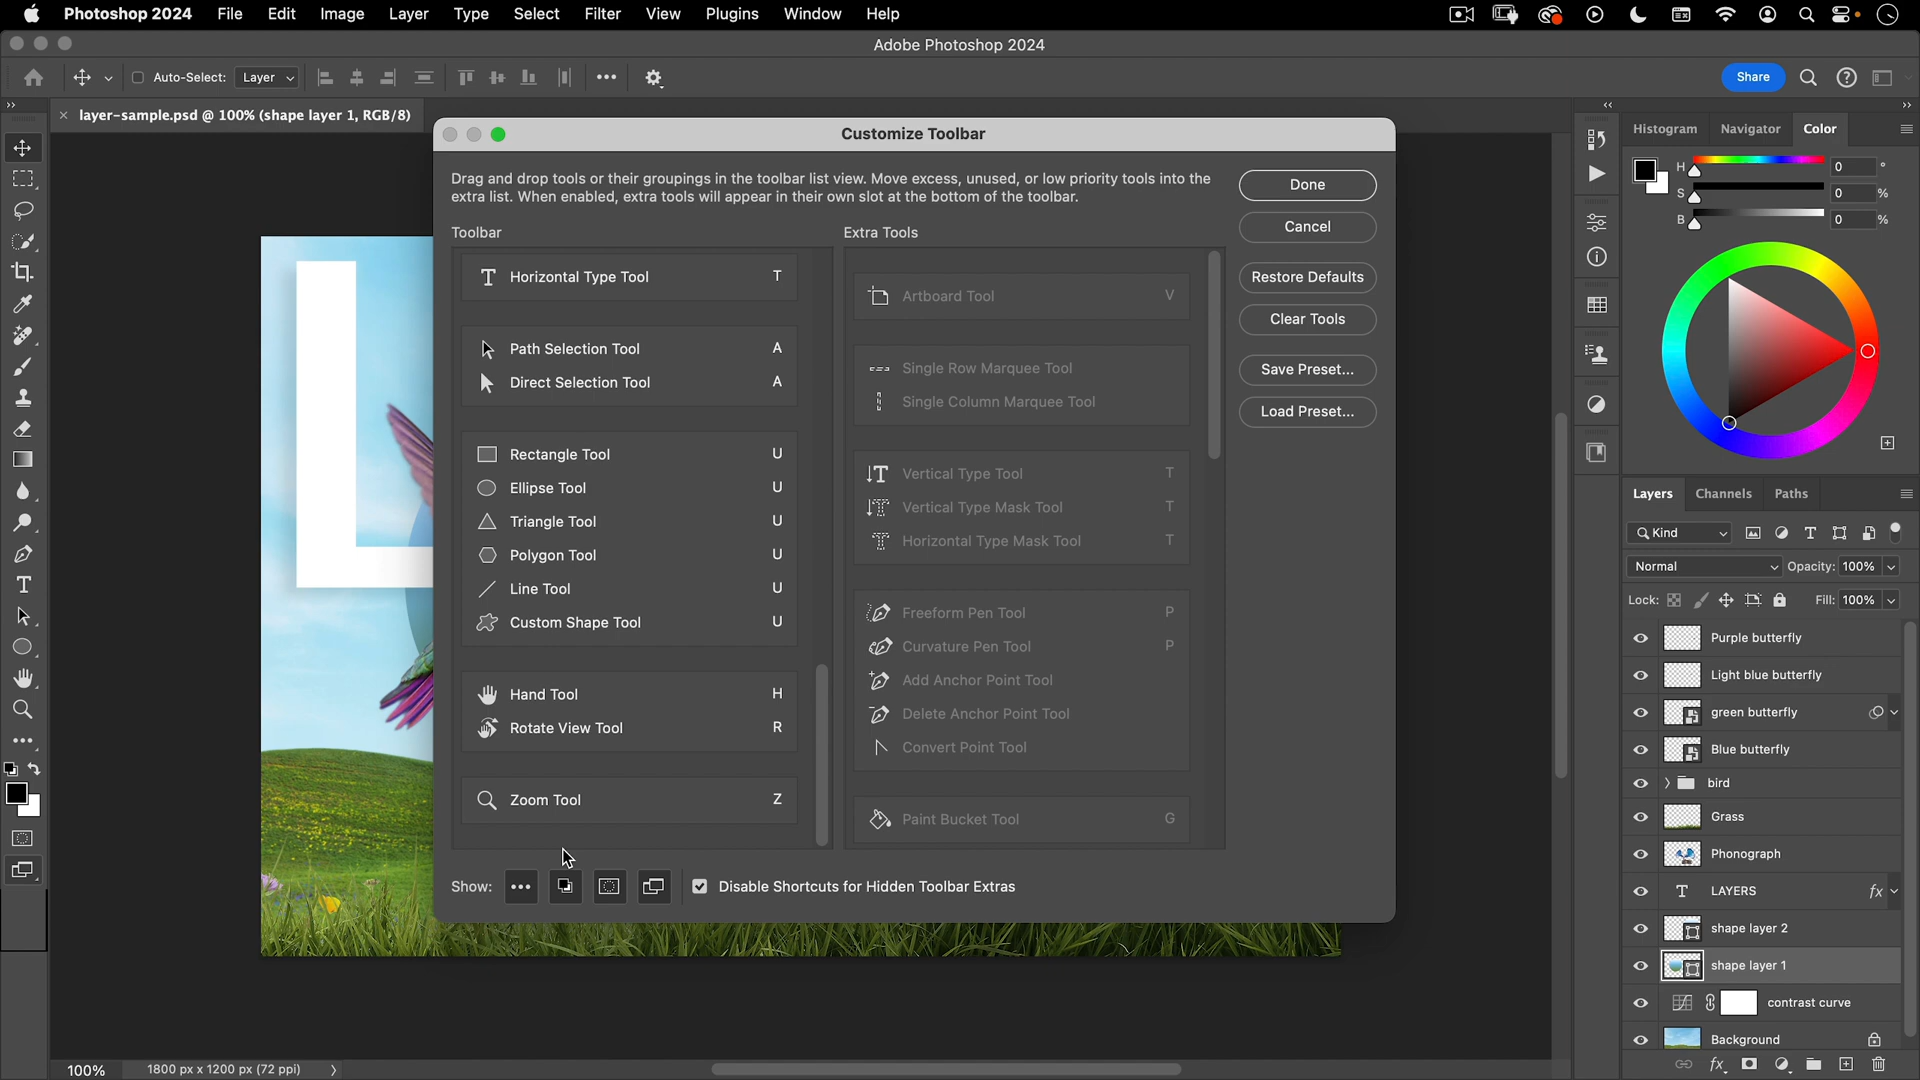 Photoshop 2024 File Edit Image Layer Type Select Filter View Plugins Window Help
Adobe Photoshop 2024
Auto-Select: Layer
Share
layer-sample.psd @ 100% (shape layer 1, RGB/8)
Customize Toolbar
Drag and drop tools or their groupings in the toolbar list view. Move excess, unused, or low priority tools into the
extra list. When enabled, extra tools will appear in their own slot at the bottom of the toolbar.
Toolbar
Horizontal Type Tool T
Path Selection Tool A
Direct Selection Tool A
Rectangle Tool U
Ellipse Tool U
Triangle Tool U
Polygon Tool U
Line Tool U
Custom Shape Tool U
Hand Tool H
Rotate View Tool R
Zoom Tool Z
Extra Tools
Artboard Tool V
Single Row Marquee Tool
Single Column Marquee Tool
Vertical Type Tool T
Vertical Type Mask Tool T
Horizontal Type Mask Tool T
Freeform Pen Tool P
Curvature Pen Tool P
Add Anchor Point Tool
Delete Anchor Point Tool
Convert Point Tool
Paint Bucket Tool G
Done
Cancel
Restore Defaults
Clear Tools
Save Preset...
Load Preset...
Show:
Disable Shortcuts for Hidden Toolbar Extras
L
Histogram Navigator Color
H 0 °
S 0 %
B 0 %
Layers Channels Paths
Kind
Normal Opacity: 100%
Lock: Fill: 100%
Purple butterfly
Light blue butterfly
green butterfly
Blue butterfly
bird
Grass
Phonograph
LAYERS fx
shape layer 2
shape layer 1
contrast curve
Background
fx
100% 1800 px x 1200 px (72 ppi)